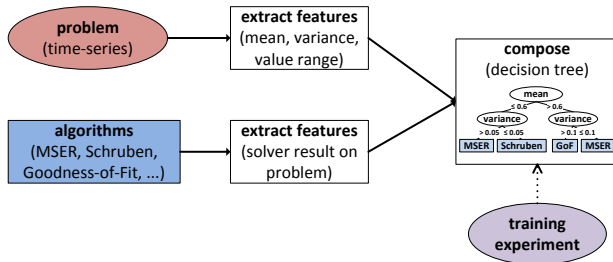 problem
(time-series)
extract features
(mean, variance,
value range)
algorithms
(MSER, Schruben,
Goodness-of-Fit, ...)
extract features
(solver result on
problem)
compose
(decision tree)
mean
≤ 0.6 > 0.6
variance variance
> 0.05 ≤ 0.05 > 0.1 ≤ 0.1
MSER Schruben GoF MSER
training
experiment